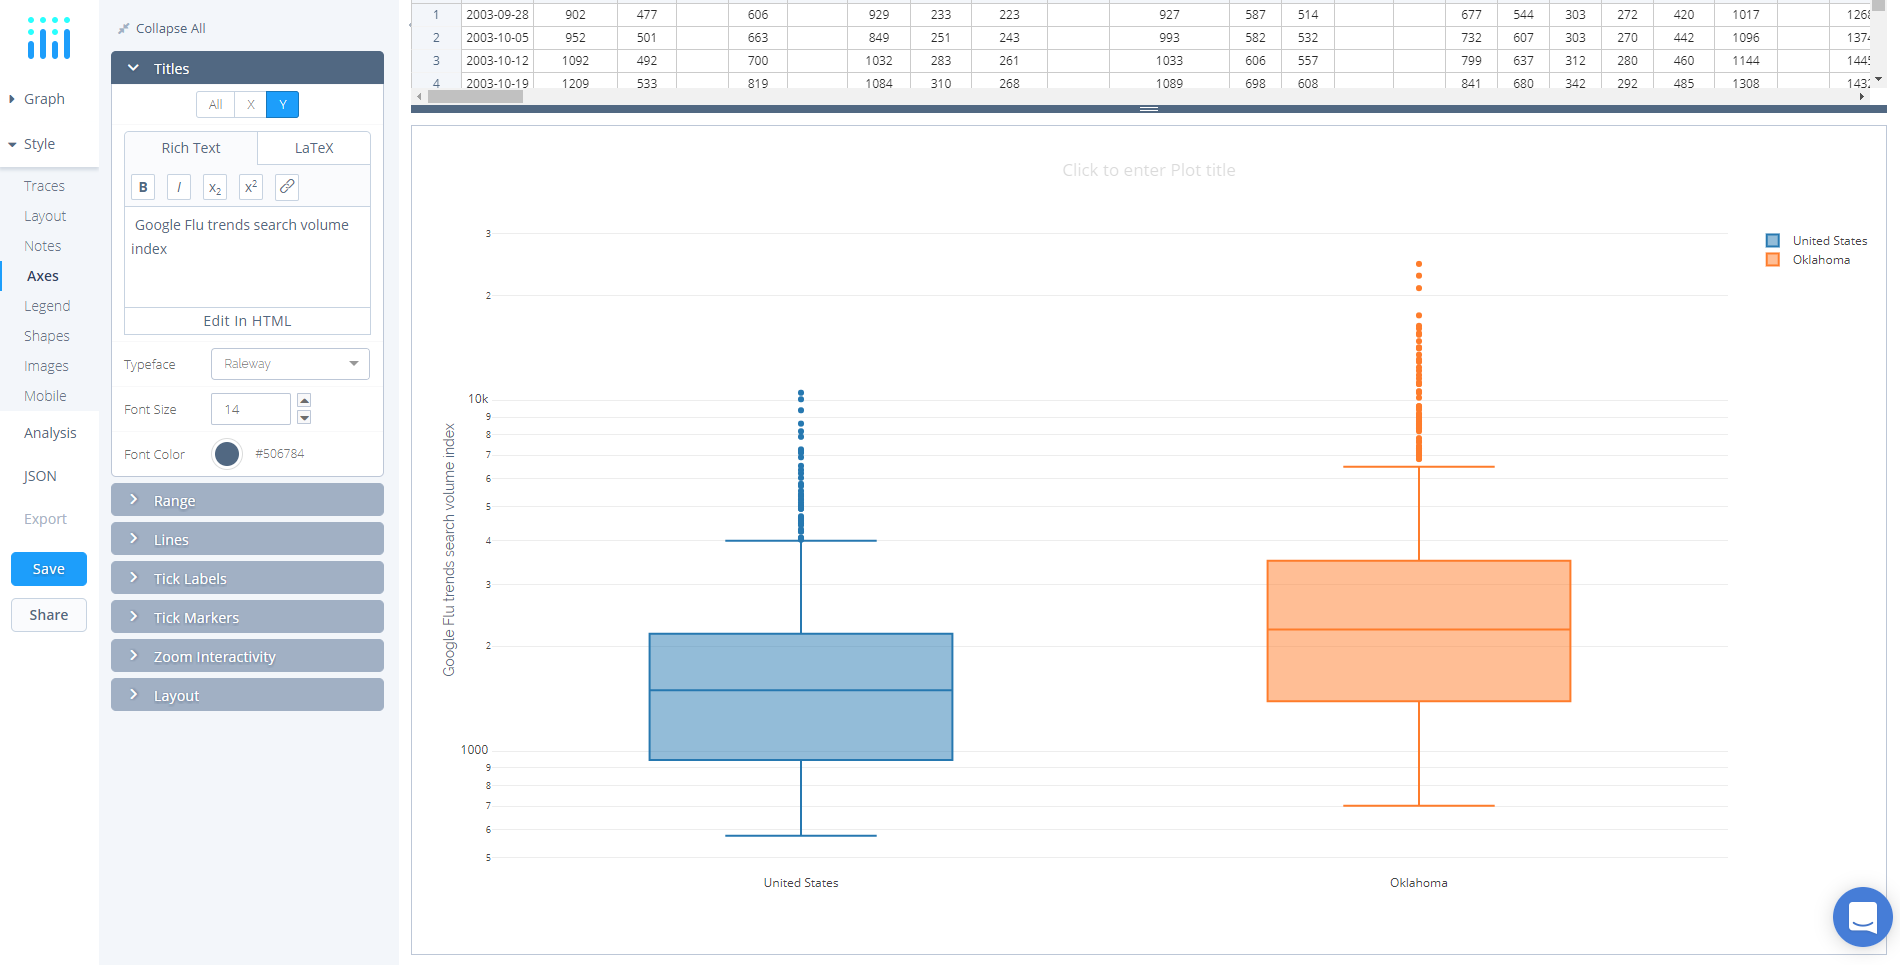 Graph
Style
Traces
Layout
Notes
Axes
Legend
Shapes
Images
Mobile
Analysis
JSON
Export
Save
Share
Collapse All
Titles
All X Y
Rich Text LaTeX
B I x2 x2
Google Flu trends search volume
index
Edit In HTML
Typeface Raleway
Font Size 14
Font Color #506784
Range
Lines
Tick Labels
Tick Markers
Zoom Interactivity
Layout
1 2003-09-28 902 477 606 929 233 223 927 587 514 677 544 303 272 420 1017 1268
2 2003-10-05 952 501 663 849 251 243 993 582 532 732 607 303 270 442 1096 1374
3 2003-10-12 1092 492 700 1032 283 261 1033 606 557 799 637 312 280 460 1144 1445
4 2003-10-19 1209 533 819 1084 310 268 1089 698 608 841 680 342 292 485 1308 1432
Click to enter Plot title
Google Flu trends search volume index
3
2
10k
9
8
7
6
5
4
3
2
1000
9
8
7
6
5
United States
Oklahoma
United States
Oklahoma